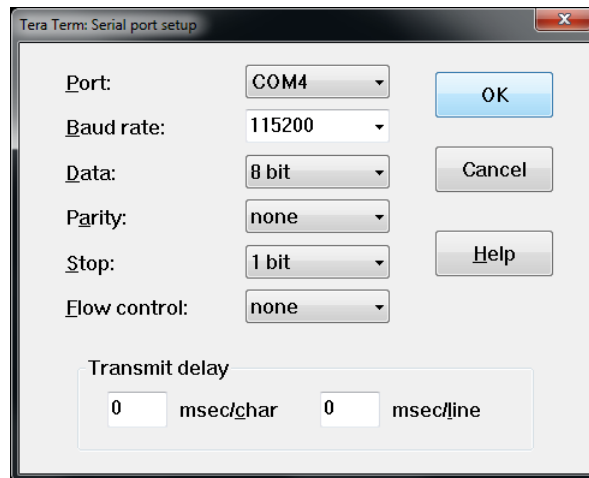 Tera Term: Serial port setup
Port: COM4
OK
Baud rate: 115200
Data: 8 bit
Cancel
Parity: none
Stop: 1 bit
Help
Flow control: none
Transmit delay
0 msec/char 0 msec/line